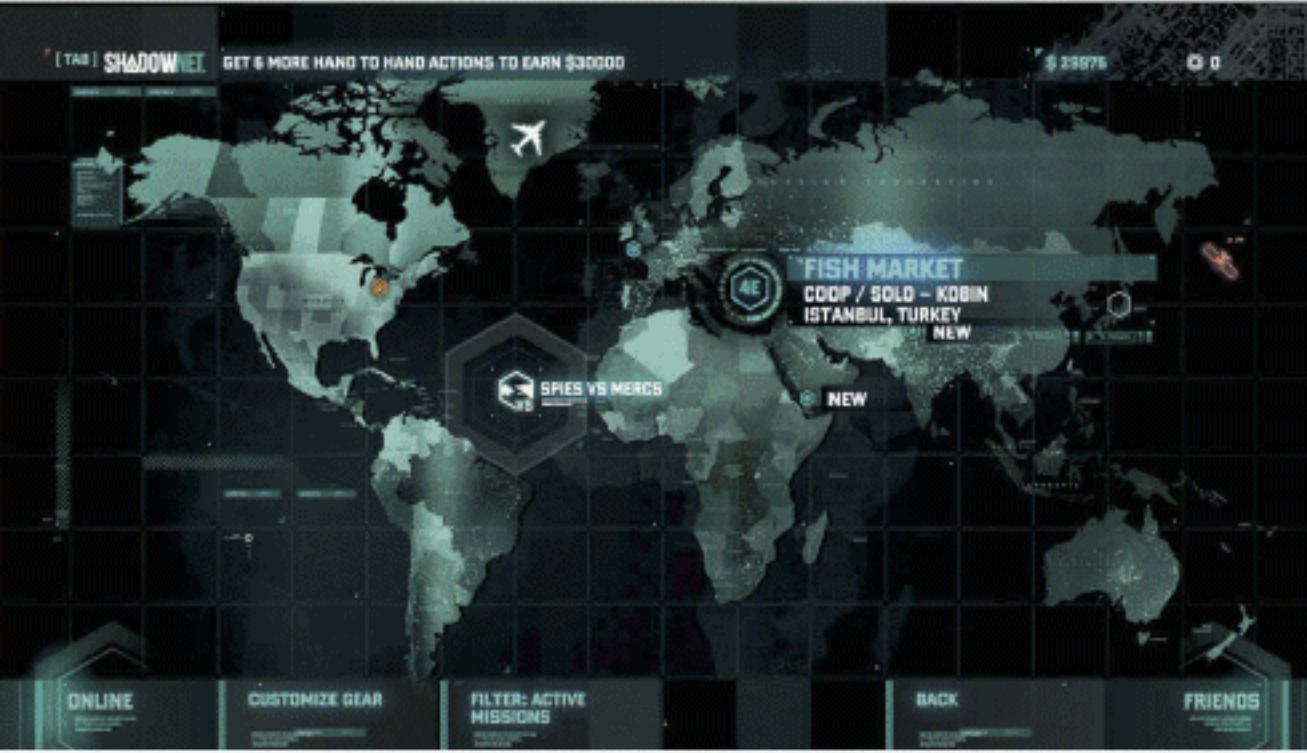 [TAB] SHADOWNET GET 6 MORE HAND TO HAND ACTIONS TO EARN $30000
$ 29975
0
4E
FISH MARKET
COOP / SOLO – KOBIN
ISTANBUL, TURKEY
NEW
SPIES VS MERCS
NEW
ONLINE
CUSTOMIZE GEAR
FILTER: ACTIVE
MISSIONS
BACK
FRIENDS